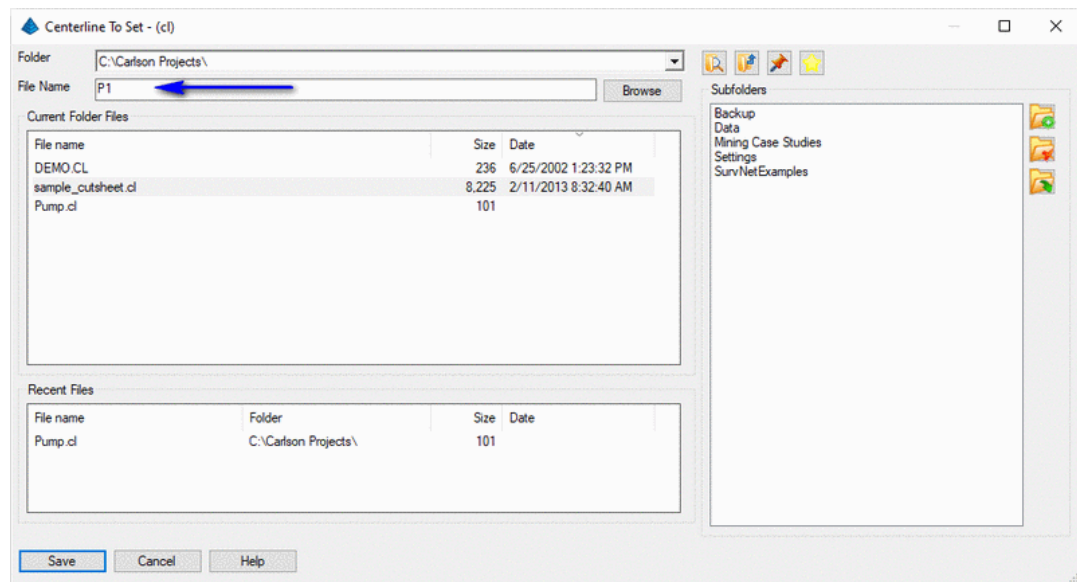 Centerline To Set - (cl)
Folder C:\Carlson Projects\
File Name P1 Browse
Current Folder Files
File name Size Date
DEMO.CL 236 6/25/2002 1:23:32 PM
sample_cutsheet.cl 8,225 2/11/2013 8:32:40 AM
Pump.cl 101
Recent Files
File name Folder Size Date
Pump.cl C:\Carlson Projects\ 101
Subfolders
Backup
Data
Mining Case Studies
Settings
SurvNetExamples
Save Cancel Help